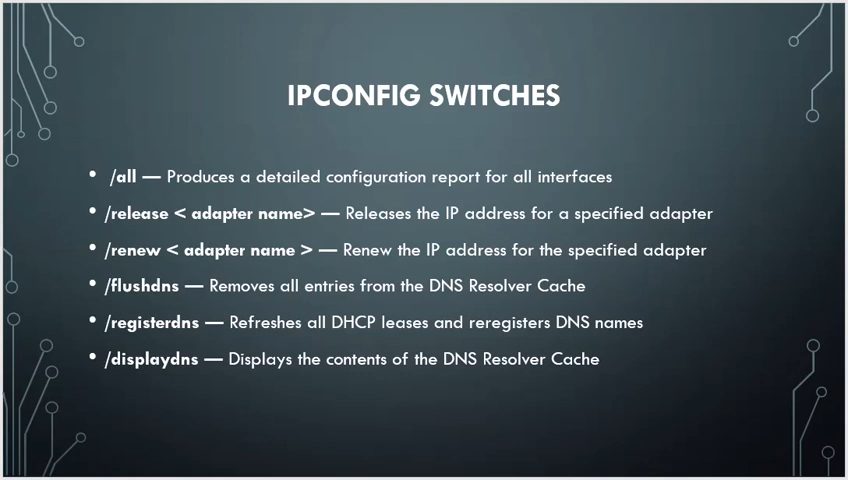 IPCONFIG SWITCHES
• /all — Produces a detailed configuration report for all interfaces
• /release < adapter name> — Releases the IP address for a specified adapter
• /renew < adapter name > — Renew the IP address for the specified adapter
• /flushdns — Removes all entries from the DNS Resolver Cache
• /registerdns — Refreshes all DHCP leases and reregisters DNS names
• /displaydns — Displays the contents of the DNS Resolver Cache